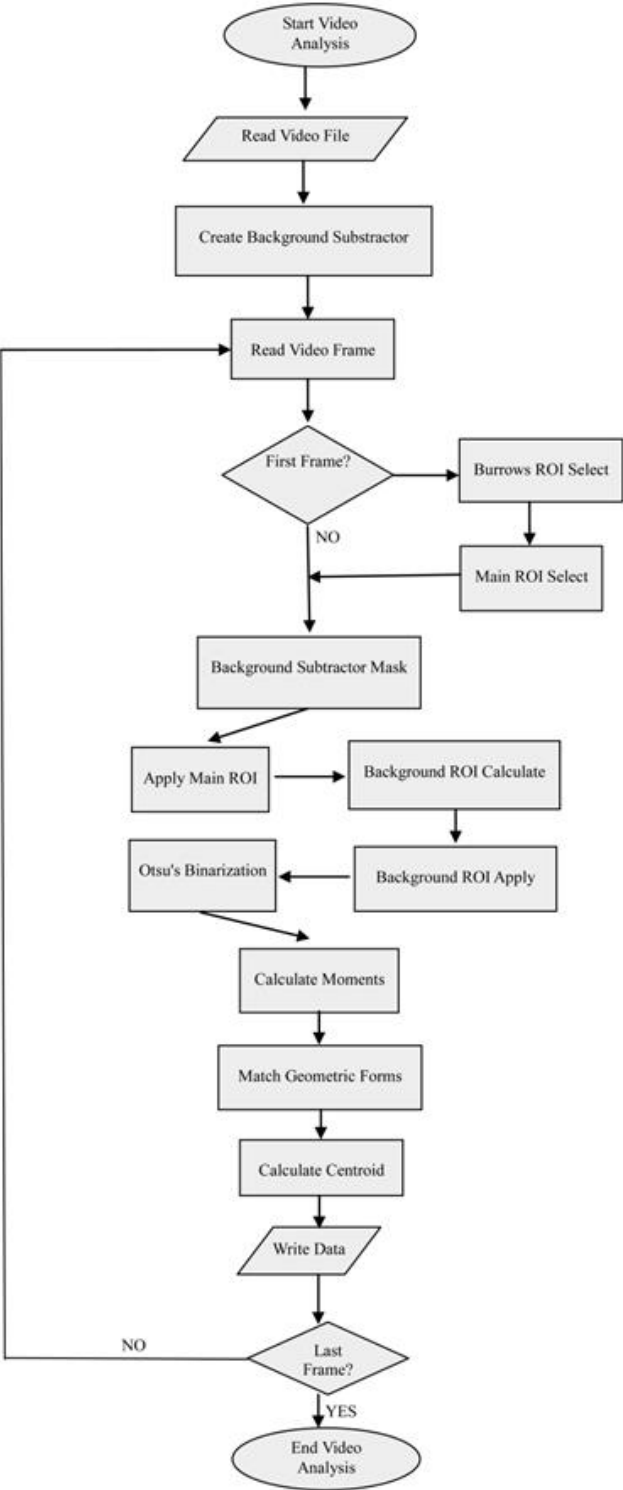 Start Video
Analysis
Read Video File
Create Background Substractor
Read Video Frame
First Frame?
Burrows ROI Select
NO
Main ROI Select
Background Subtractor Mask
Apply Main ROI
Background ROI Calculate
Otsu's Binarization
Background ROI Apply
Calculate Moments
Match Geometric Forms
Calculate Centroid
Write Data
NO
Last
Frame?
YES
End Video
Analysis